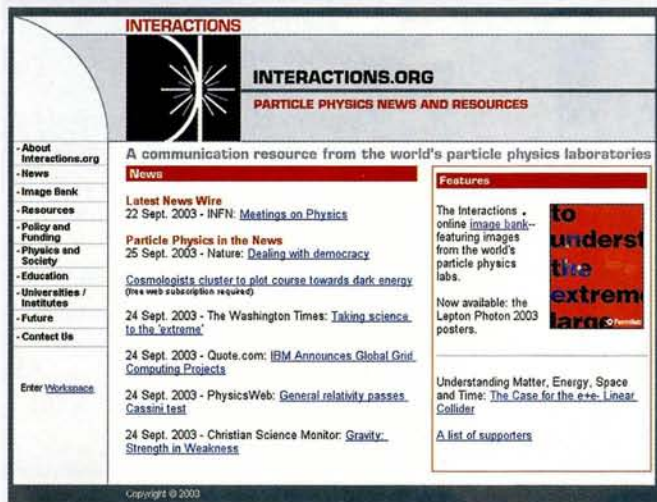 INTERACTIONS
INTERACTIONS.ORG
PARTICLE PHYSICS NEWS AND RESOURCES
A communication resource from the world's particle physics laboratories
- About
Interactions.org
- News
- Image Bank
- Resources
- Policy and
Funding
- Physics and
Society
- Education
- Universities /
Institutes
- Future
- Contact Us
Enter Workspace
News
Latest News Wire
22 Sept. 2003 - INFN: Meetings on Physics
Particle Physics in the News
25 Sept. 2003 - Nature: Dealing with democracy
Cosmologists cluster to plot course towards dark energy
(free web subscription required)
24 Sept. 2003 - The Washington Times: Taking science
to the 'extreme'
24 Sept. 2003 - Quote.com: IBM Announces Global Grid
Computing Projects
24 Sept. 2003 - PhysicsWeb: General relativity passes
Cassini test
24 Sept. 2003 - Christian Science Monitor: Gravity:
Strength in Weakness
Features
The Interactions
online image bank--
featuring images
from the world's
particle physics
labs.
Now available: the
Lepton Photon 2003
posters.
to
underst
the
extrem
large
Fermilab
Understanding Matter, Energy, Space
and Time: The Case for the e+e- Linear
Collider
A list of supporters
Copyright © 2003